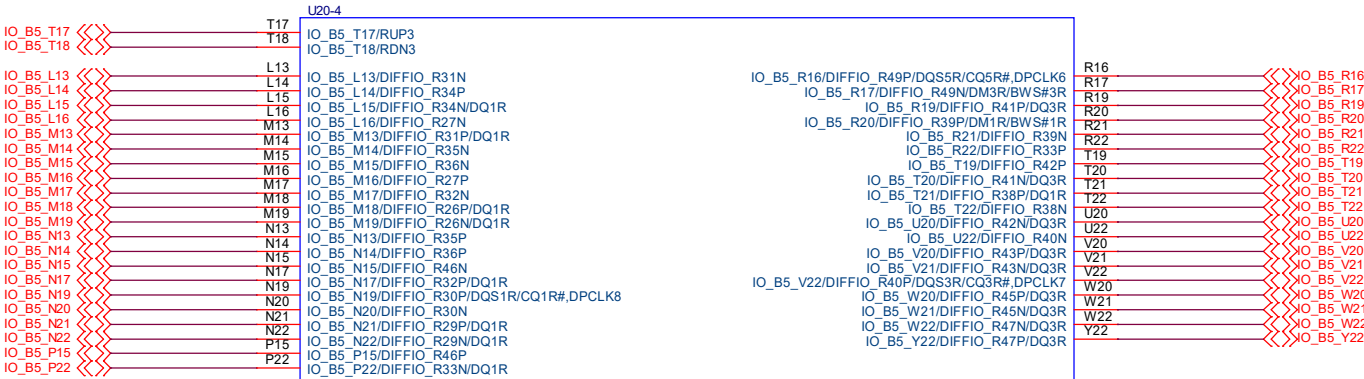 U20-4
IO_B5_T17 T17 IO_B5_T17/RUP3
IO_B5_T18 T18 IO_B5_T18/RDN3
IO_B5_L13 L13 IO_B5_L13/DIFFIO_R31N
IO_B5_L14 L14 IO_B5_L14/DIFFIO_R34P
IO_B5_L15 L15 IO_B5_L15/DIFFIO_R34N/DQ1R
IO_B5_L16 L16 IO_B5_L16/DIFFIO_R27N
IO_B5_M13 M13 IO_B5_M13/DIFFIO_R31P/DQ1R
IO_B5_M14 M14 IO_B5_M14/DIFFIO_R35N
IO_B5_M15 M15 IO_B5_M15/DIFFIO_R36N
IO_B5_M16 M16 IO_B5_M16/DIFFIO_R27P
IO_B5_M17 M17 IO_B5_M17/DIFFIO_R32N
IO_B5_M18 M18 IO_B5_M18/DIFFIO_R26P/DQ1R
IO_B5_M19 M19 IO_B5_M19/DIFFIO_R26N/DQ1R
IO_B5_N13 N13 IO_B5_N13/DIFFIO_R35P
IO_B5_N14 N14 IO_B5_N14/DIFFIO_R36P
IO_B5_N15 N15 IO_B5_N15/DIFFIO_R46N
IO_B5_N17 N17 IO_B5_N17/DIFFIO_R32P/DQ1R
IO_B5_N19 N19 IO_B5_N19/DIFFIO_R30P/DQS1R/CQ1R#,DPCLK8
IO_B5_N20 N20 IO_B5_N20/DIFFIO_R30N
IO_B5_N21 N21 IO_B5_N21/DIFFIO_R29P/DQ1R
IO_B5_N22 N22 IO_B5_N22/DIFFIO_R29N/DQ1R
IO_B5_P15 P15 IO_B5_P15/DIFFIO_R46P
IO_B5_P22 P22 IO_B5_P22/DIFFIO_R33N/DQ1R
IO_B5_R16/DIFFIO_R49P/DQS5R/CQ5R#,DPCLK6 R16 IO_B5_R16
IO_B5_R17/DIFFIO_R49N/DM3R/BWS#3R R17 IO_B5_R17
IO_B5_R19/DIFFIO_R41P/DQ3R R19 IO_B5_R19
IO_B5_R20/DIFFIO_R39P/DM1R/BWS#1R R20 IO_B5_R20
IO_B5_R21/DIFFIO_R39N R21 IO_B5_R21
IO_B5_R22/DIFFIO_R33P R22 IO_B5_R22
IO_B5_T19/DIFFIO_R42P T19 IO_B5_T19
IO_B5_T20/DIFFIO_R41N/DQ3R T20 IO_B5_T20
IO_B5_T21/DIFFIO_R38P/DQ1R T21 IO_B5_T21
IO_B5_T22/DIFFIO_R38N T22 IO_B5_T22
IO_B5_U20/DIFFIO_R42N/DQ3R U20 IO_B5_U20
IO_B5_U22/DIFFIO_R40N U22 IO_B5_U22
IO_B5_V20/DIFFIO_R43P/DQ3R V20 IO_B5_V20
IO_B5_V21/DIFFIO_R43N/DQ3R V21 IO_B5_V21
IO_B5_V22/DIFFIO_R40P/DQS3R/CQ3R#,DPCLK7 V22 IO_B5_V22
IO_B5_W20/DIFFIO_R45P/DQ3R W20 IO_B5_W20
IO_B5_W21/DIFFIO_R45N/DQ3R W21 IO_B5_W21
IO_B5_W22/DIFFIO_R47N/DQ3R W22 IO_B5_W22
IO_B5_Y22/DIFFIO_R47P/DQ3R Y22 IO_B5_Y22